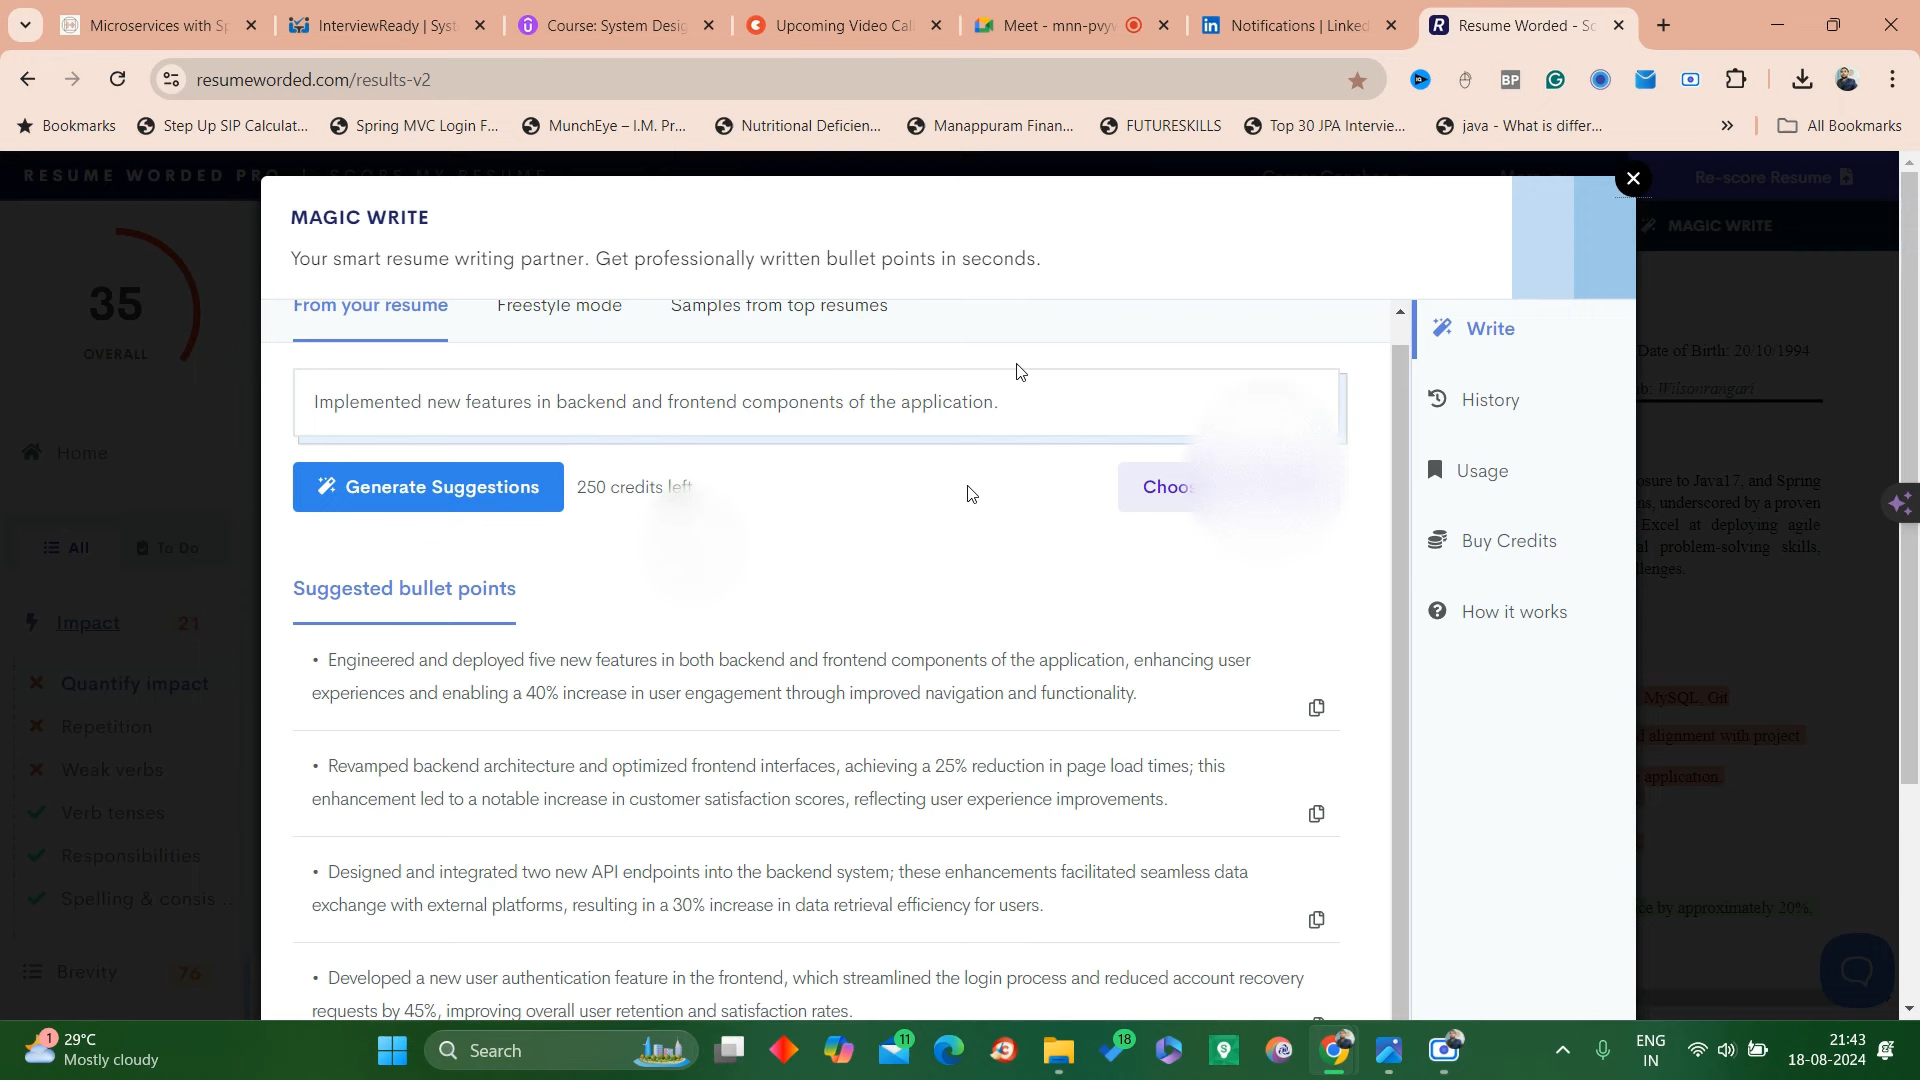 Microservices with Sp
InterviewReady | Syst
Course: System Desig
Upcoming Video Call
Meet - mnn-pvyw
Notifications | Linked
Resume Worded - Sc
resumeworded.com/results-v2
Bookmarks
Step Up SIP Calculat...
Spring MVC Login F...
MunchEye – I.M. Pr...
Nutritional Deficien...
Manappuram Finan...
FUTURESKILLS
Top 30 JPA Intervie...
java - What is differ...
All Bookmarks
RESUME WORDED PRO | SCORE MY RESUME
Re-score Resume
MAGIC WRITE
35
OVERALL
Home
All
To Do
Impact 21
Quantify impact
Repetition
Weak verbs
Verb tenses
Responsibilities
Spelling & consis ...
Brevity 76
MAGIC WRITE
Your smart resume writing partner. Get professionally written bullet points in seconds.
From your resume
Freestyle mode
Samples from top resumes
Implemented new features in backend and frontend components of the application.
Generate Suggestions
250 credits left
Choos
Suggested bullet points
• Engineered and deployed five new features in both backend and frontend components of the application, enhancing user
experiences and enabling a 40% increase in user engagement through improved navigation and functionality.
• Revamped backend architecture and optimized frontend interfaces, achieving a 25% reduction in page load times; this
enhancement led to a notable increase in customer satisfaction scores, reflecting user experience improvements.
• Designed and integrated two new API endpoints into the backend system; these enhancements facilitated seamless data
exchange with external platforms, resulting in a 30% increase in data retrieval efficiency for users.
• Developed a new user authentication feature in the frontend, which streamlined the login process and reduced account recovery
requests by 45%, improving overall user retention and satisfaction rates.
Write
History
Usage
Buy Credits
How it works
Date of Birth: 20/10/1994
b: Wilsonrangari
osure to Java17, and Spring
ns, underscored by a proven
Excel at deploying agile
al problem-solving skills,
lenges.
MySQL, Git
d alignment with project
e application.
ce by approximately 20%.
29°C
Mostly cloudy
1
Search
11
18
ENG
IN
21:43
18-08-2024